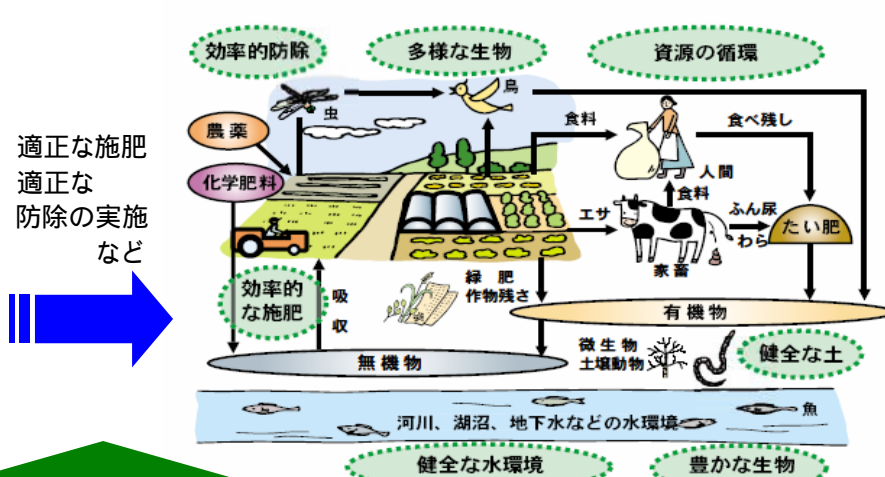 効率的防除
多様な生物
資源の循環
鳥
虫
農薬
食料
食べ残し
適正な施肥
適正な
防除の実施
など
人間
化学肥料
食料
エサ
ふん尿
わら
たい肥
家畜
緑肥
作物残さ
効率的
な施肥
吸
収
有機物
無機物
微生物
土壌動物
健全な土
魚
河川、湖沼、地下水などの水環境
健全な水環境
豊かな生物